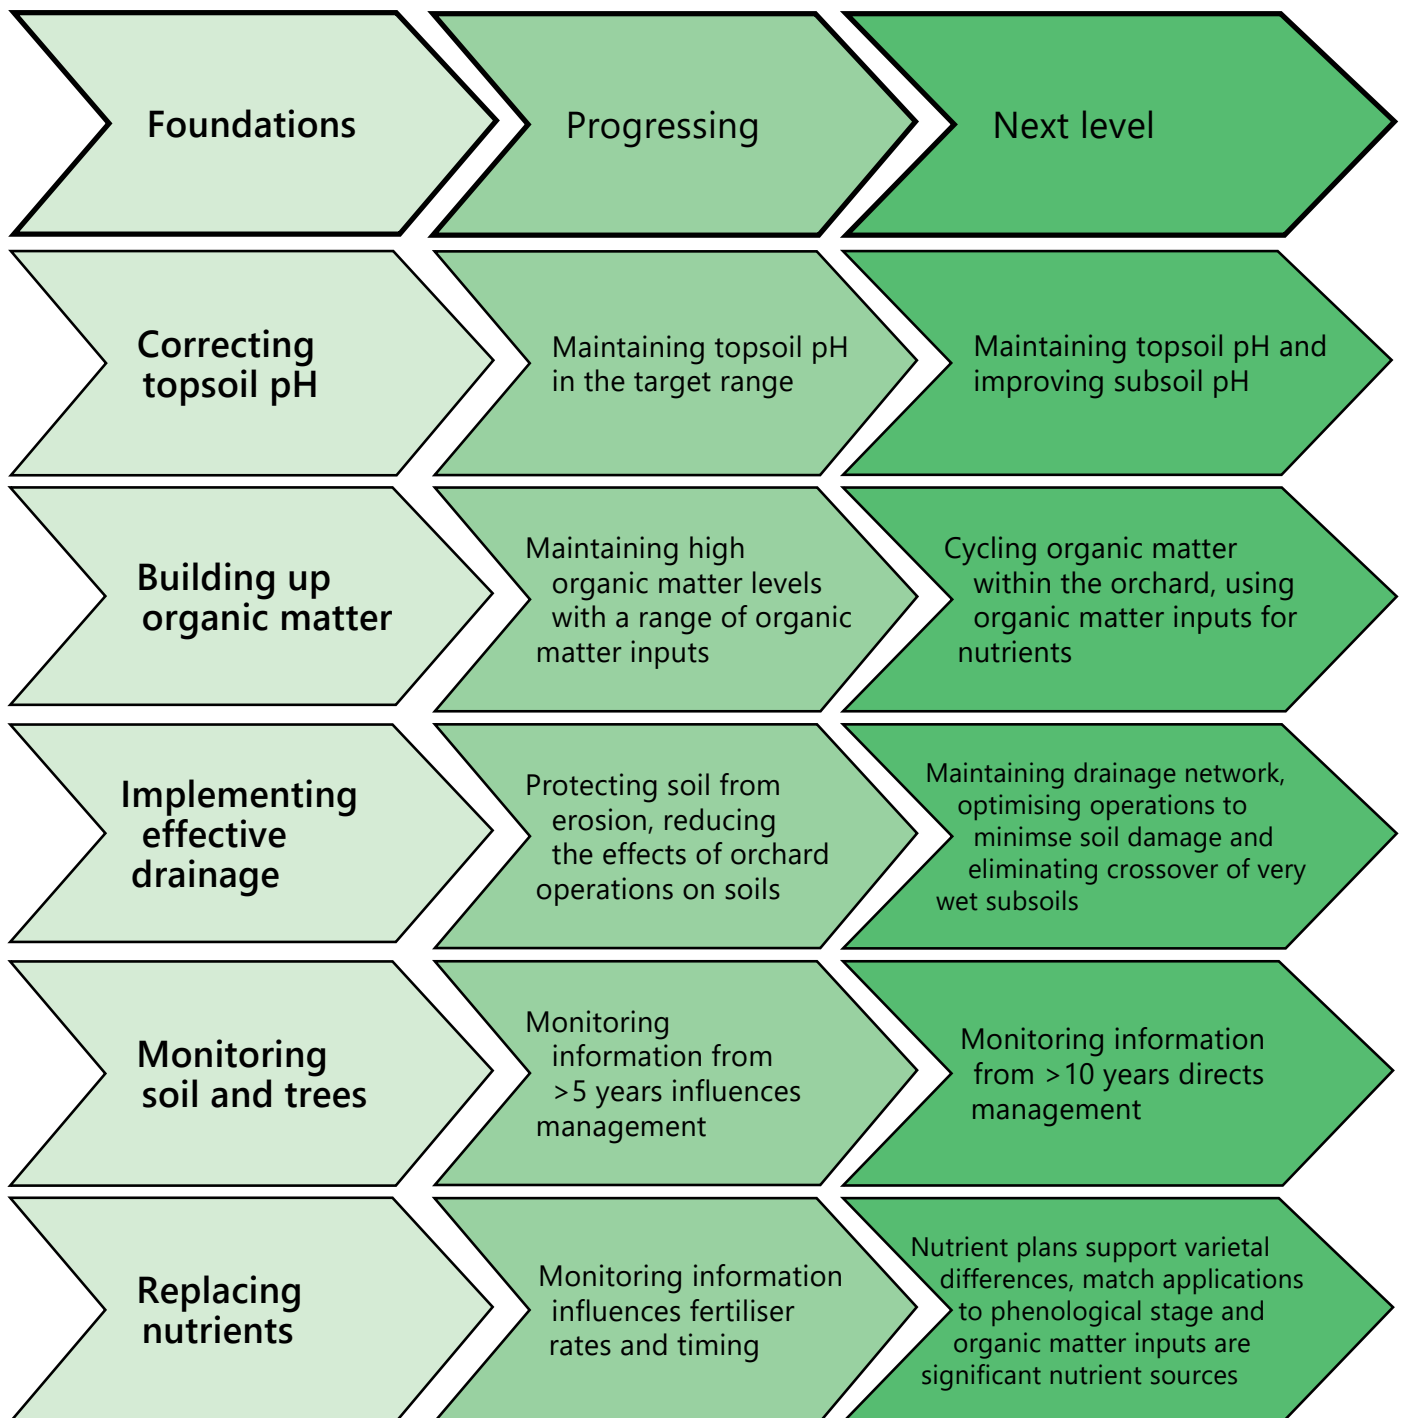 Foundations
Progressing
Next level
Correcting
topsoil pH
Maintaining topsoil pH
in the target range
Maintaining topsoil pH and
improving subsoil pH
Building up
organic matter
Maintaining high
organic matter levels
with a range of organic
matter inputs
Cycling organic matter
within the orchard, using
organic matter inputs for
nutrients
Implementing
effective
drainage
Protecting soil from
erosion, reducing
the effects of orchard
operations on soils
Maintaining drainage network,
optimising operations to
minimse soil damage and
eliminating crossover of very
wet subsoils
Monitoring
soil and trees
Monitoring
information from
>5 years influences
management
Monitoring information
from >10 years directs
management
Replacing
nutrients
Monitoring information
influences fertiliser
rates and timing
Nutrient plans support varietal
differences, match applications
to phenological stage and
organic matter inputs are
significant nutrient sources